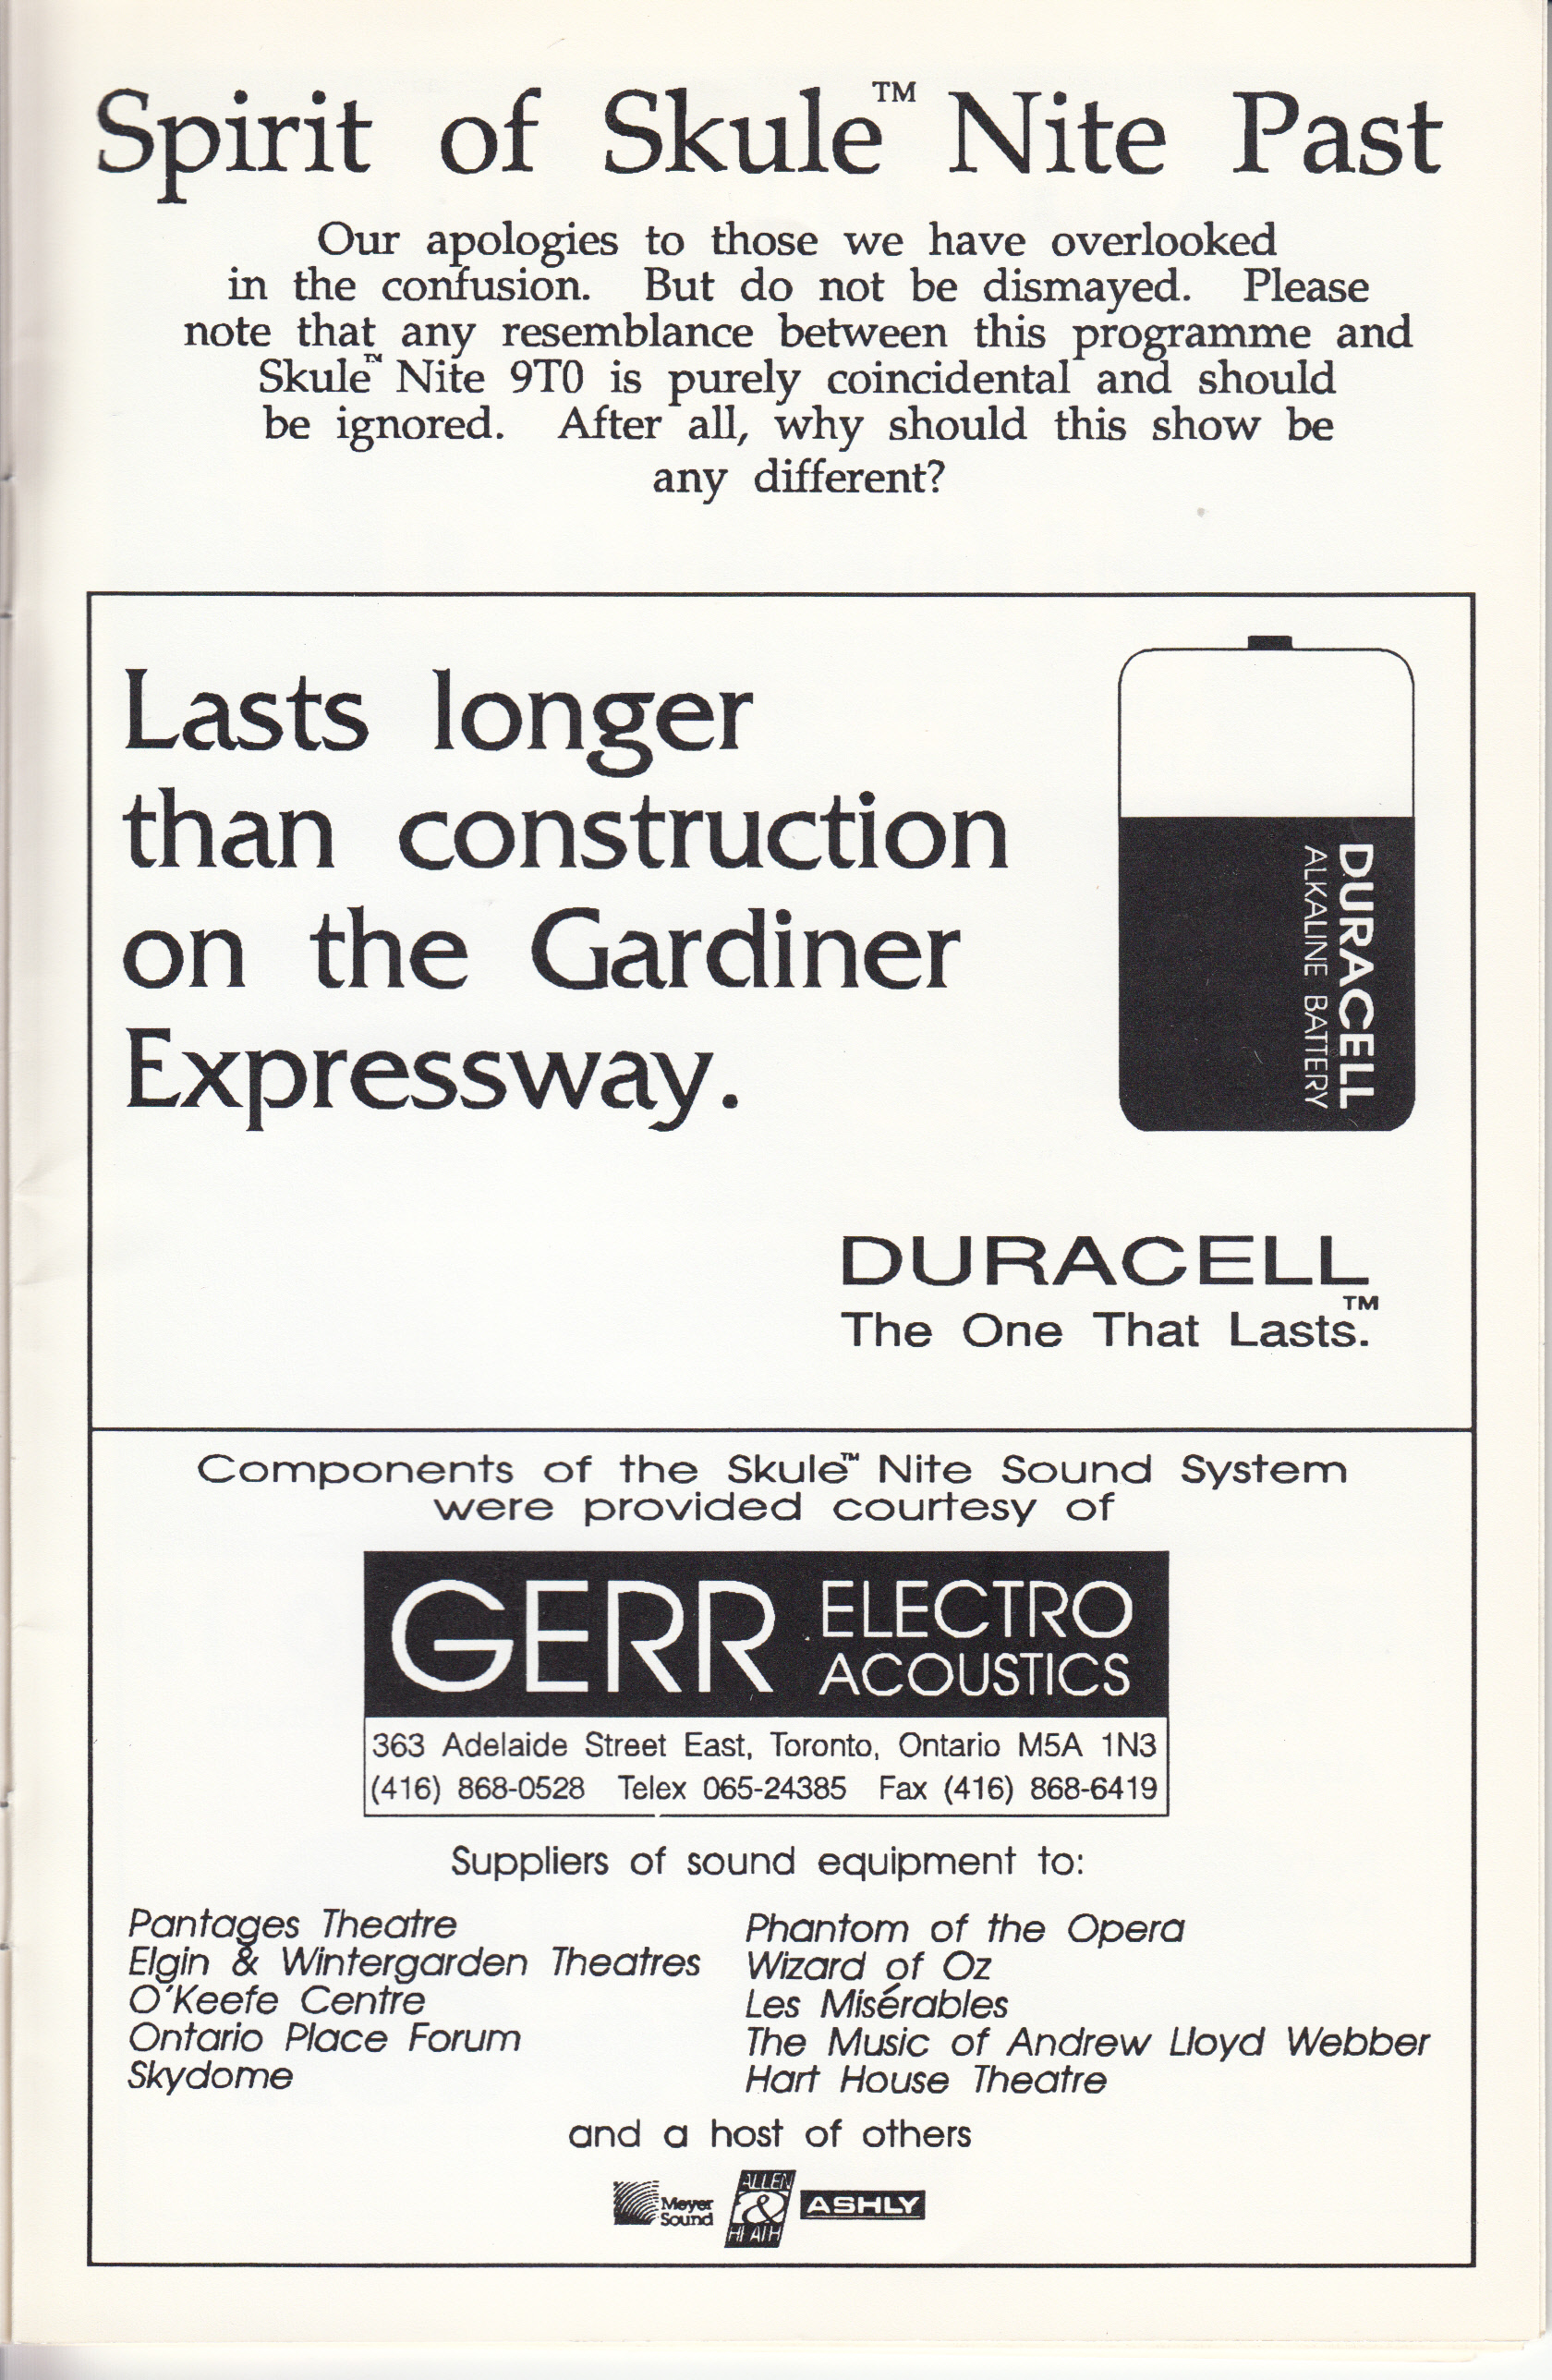 Spirit of Skule™ Nite Past
Our apologies to those we have overlooked
in the confusion. But do not be dismayed. Please
note that any resemblance between this programme and
Skule™ Nite 9T0 is purely coincidental and should
be ignored. After all, why should this show be
any different?
Lasts longer
than construction
on the Gardiner
Expressway.
DURACELL
ALKALINE BATTERY
DURACELL
The One That Lasts.™
Components of the Skule™ Nite Sound System
were provided courtesy of
GERR ELECTRO
ACOUSTICS
363 Adelaide Street East, Toronto, Ontario M5A 1N3
(416) 868-0528 Telex 065-24385 Fax (416) 868-6419
Suppliers of sound equipment to:
Pantages Theatre
Elgin & Wintergarden Theatres
O'Keefe Centre
Ontario Place Forum
Skydome
Phantom of the Opera
Wizard of Oz
Les Misérables
The Music of Andrew Lloyd Webber
Hart House Theatre
and a host of others
Meyer
Sound
ALLEN
&
HEATH
ASHLY